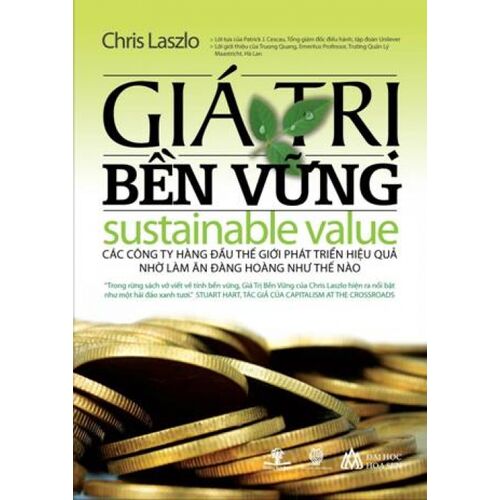 Chris Laszlo
> Lời tựa của Patrick J. Cescau, Tổng giám đốc điều hành, tập đoàn Unilever
> Lời giới thiệu của Truong Quang, Emeritus Professor, Trường Quản Lý
Maastricht, Hà Lan
GIÁ TRỊ
BỀN VỮNG
sustainable value
CÁC CÔNG TY HÀNG ĐẦU THẾ GIỚI PHÁT TRIỂN HIỆU QUẢ
NHỜ LÀM ĂN ĐÀNG HOÀNG NHƯ THẾ NÀO
"Trong rừng sách vở viết về tính bền vững, Giá Trị Bền Vững của Chris Laszlo hiện ra nổi bật
như một hải đảo xanh tươi." STUART HART, TÁC GIẢ CỦA CAPITALISM AT THE CROSSROADS
ĐẠI HỌC
HOA SEN